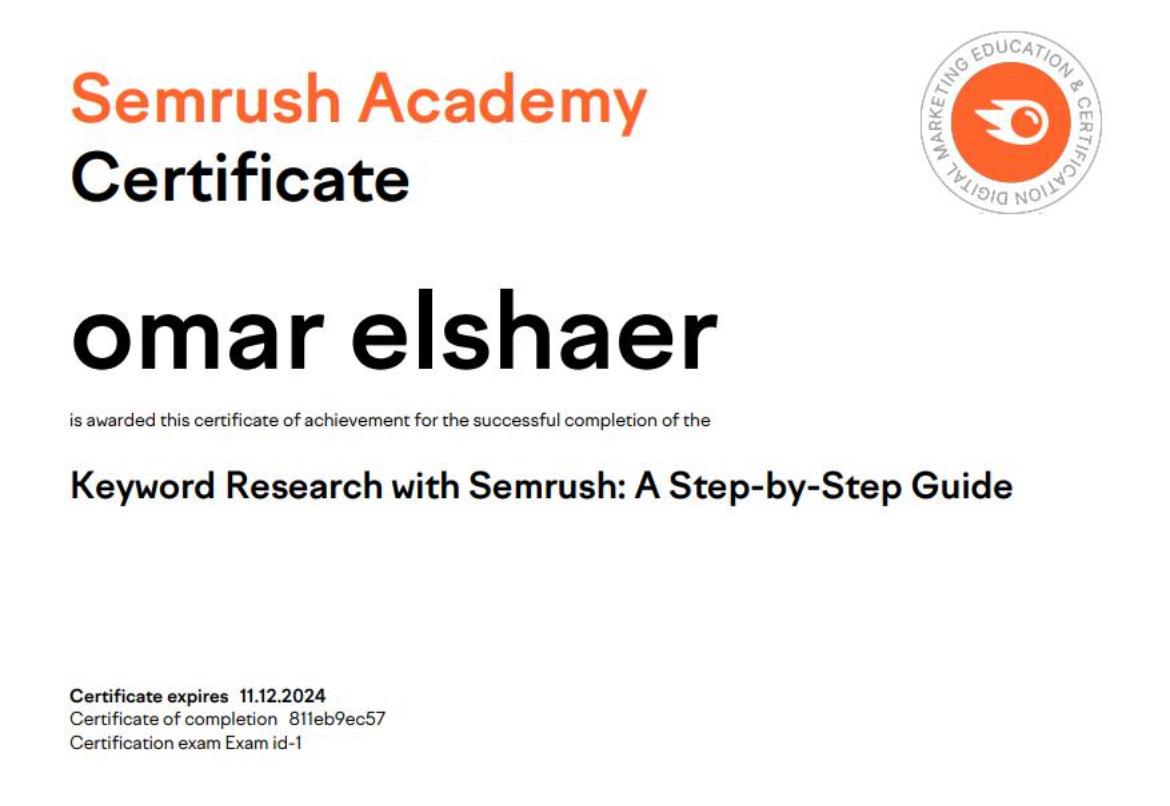 Semrush Academy
Certificate
DIGITAL MARKETING EDUCATION & CERTIFICATION
omar elshaer
is awarded this certificate of achievement for the successful completion of the
Keyword Research with Semrush: A Step-by-Step Guide
Certificate expires 11.12.2024
Certificate of completion 811eb9ec57
Certification exam Exam id-1